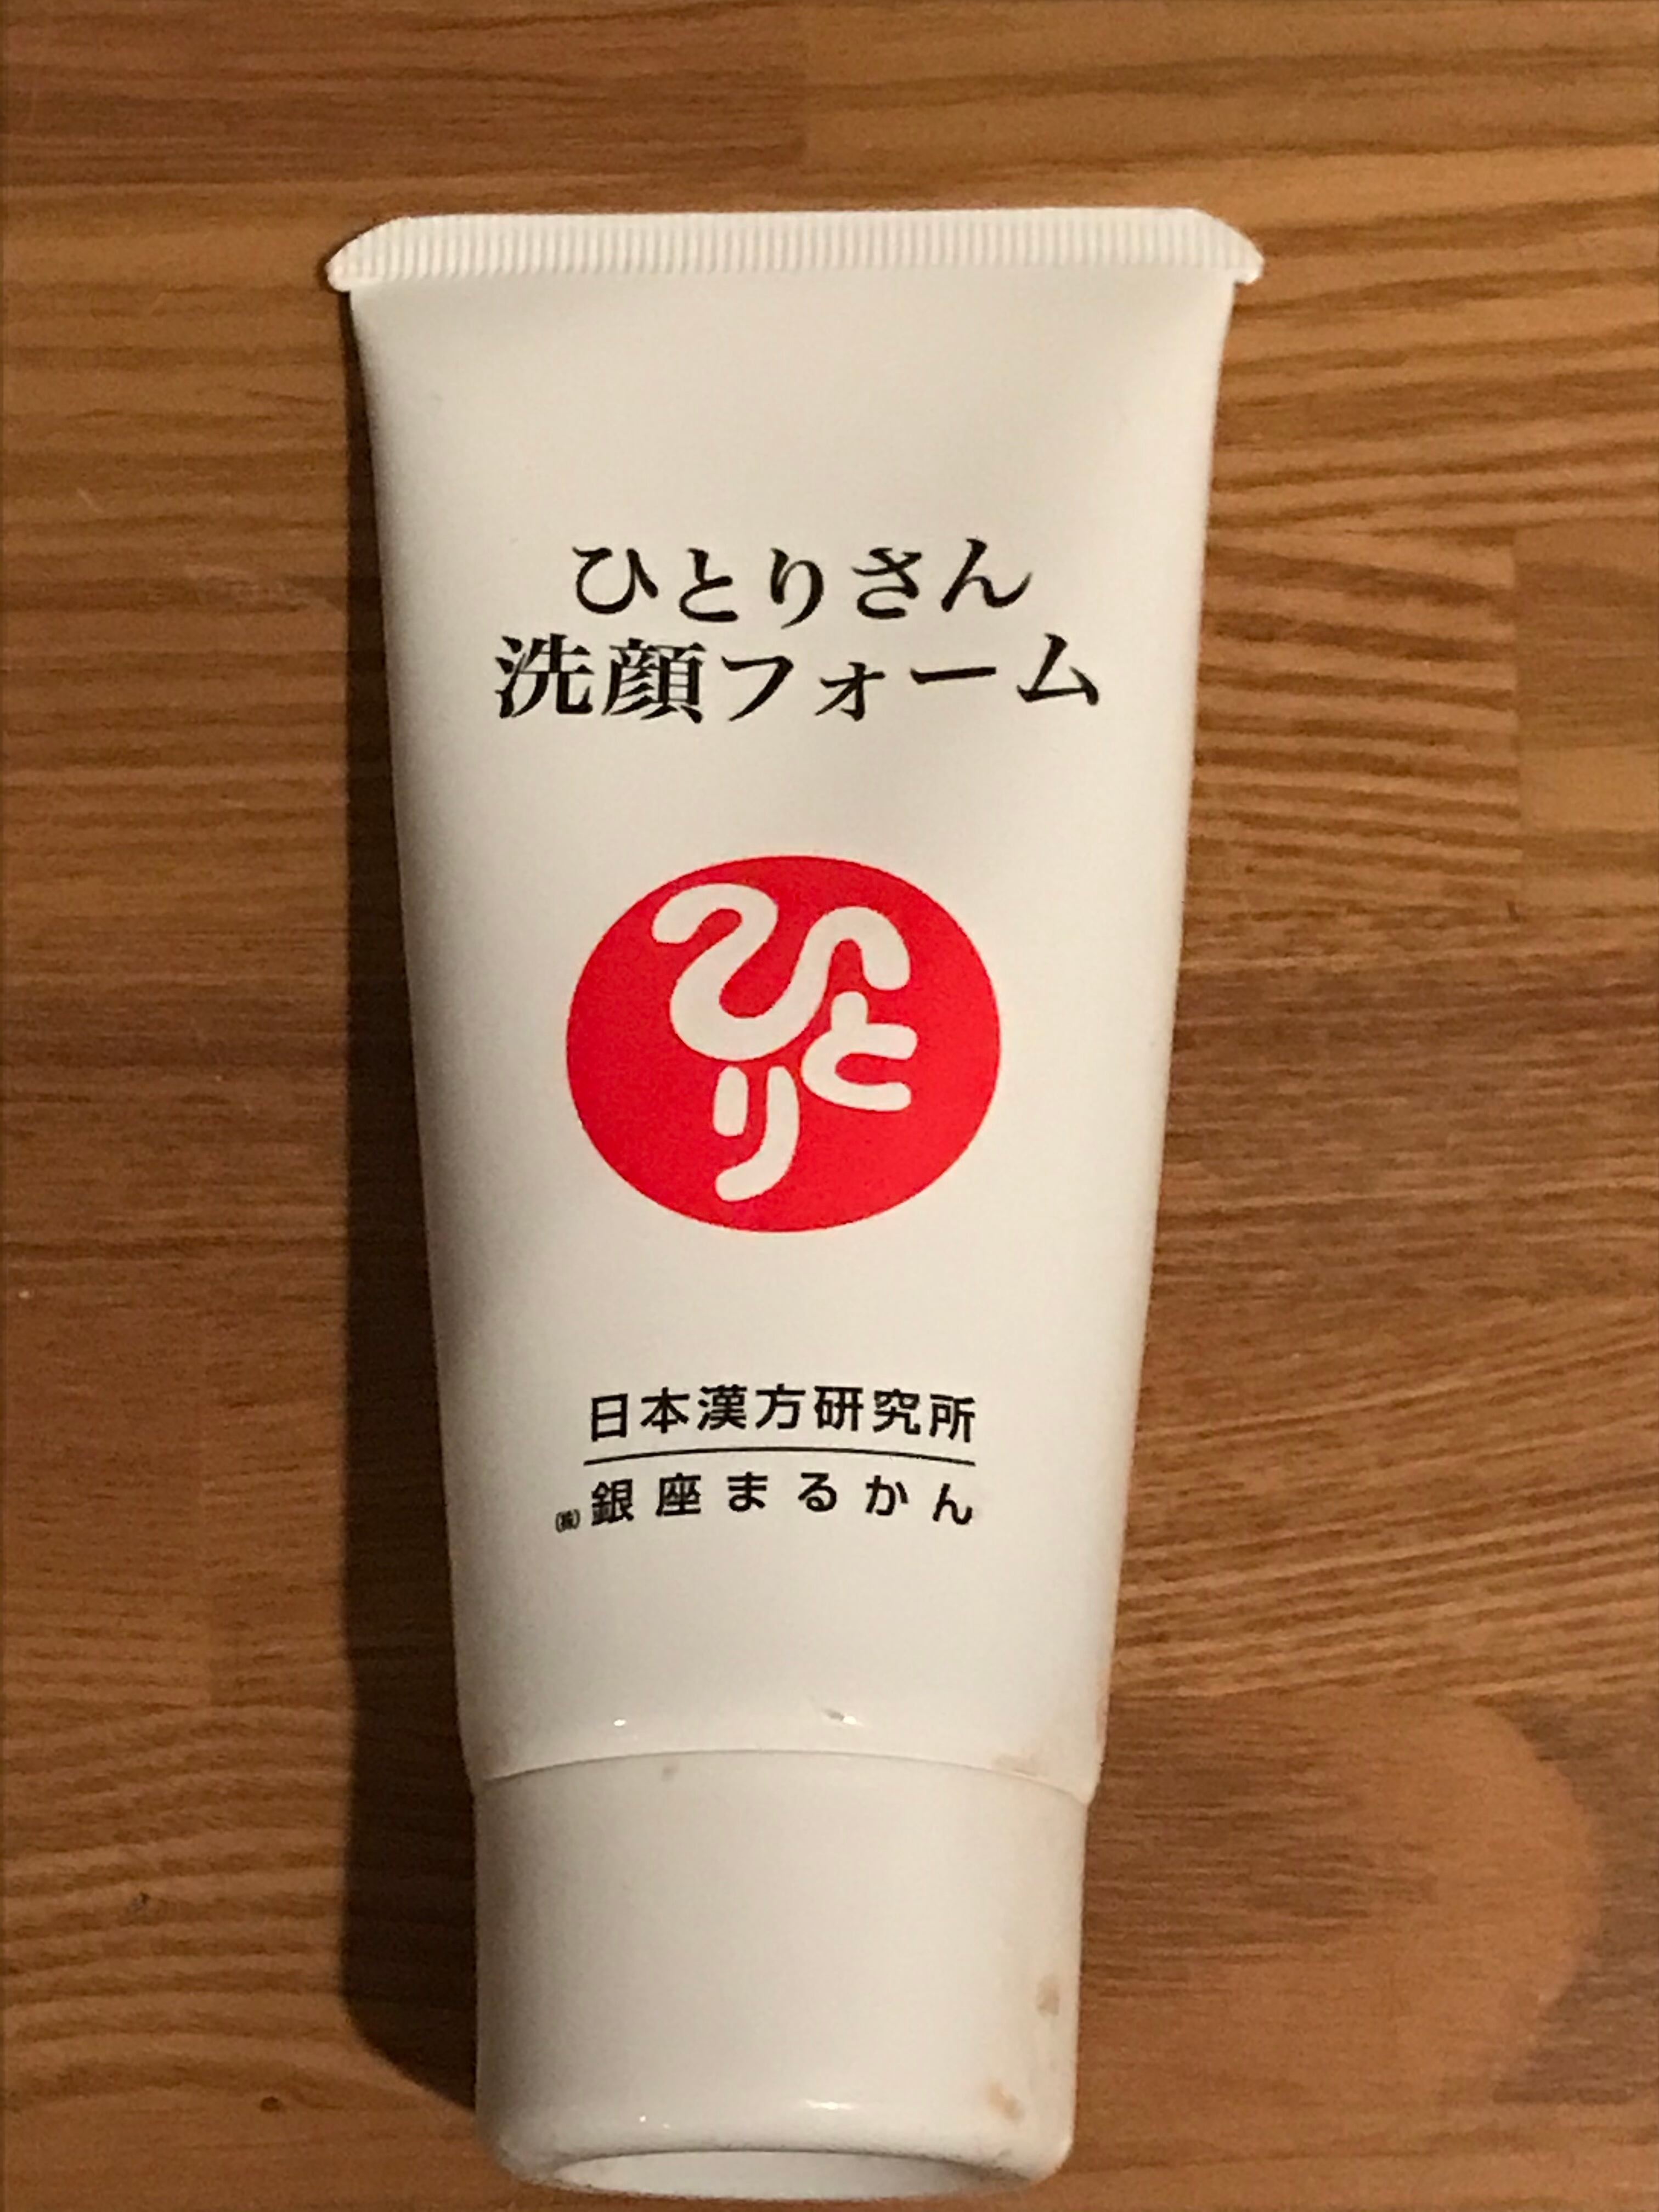 ひとりさん
洗顔フォーム
ひとり
日本漢方研究所
㈱銀座まるかん